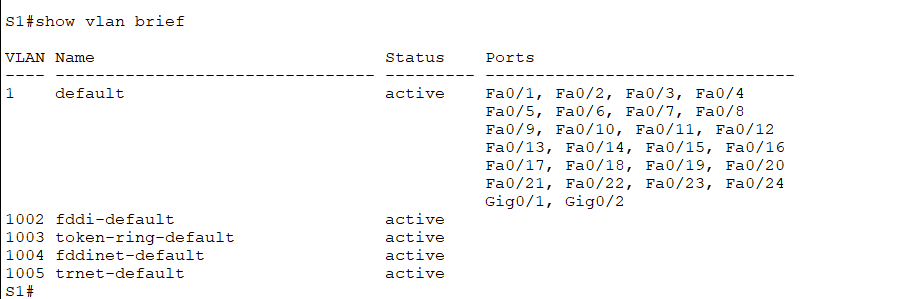 S1#show vlan brief
VLAN Name                             Status    Ports
---- -------------------------------- --------- -------------------------------
1    default                          active    Fa0/1, Fa0/2, Fa0/3, Fa0/4
                                                Fa0/5, Fa0/6, Fa0/7, Fa0/8
                                                Fa0/9, Fa0/10, Fa0/11, Fa0/12
                                                Fa0/13, Fa0/14, Fa0/15, Fa0/16
                                                Fa0/17, Fa0/18, Fa0/19, Fa0/20
                                                Fa0/21, Fa0/22, Fa0/23, Fa0/24
                                                Gig0/1, Gig0/2
1002 fddi-default                     active
1003 token-ring-default               active
1004 fddinet-default                  active
1005 trnet-default                    active
S1#